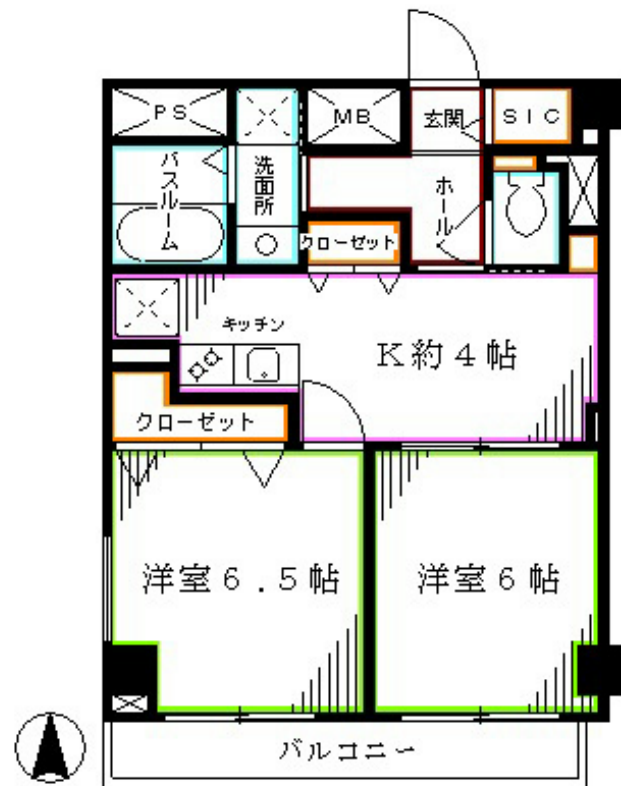 PS
MB
玄関
SIC
バスルーム
洗面所
ホール
クローゼット
キッチン
K約4帖
クローゼット
洋室6.5帖
洋室6帖
バルコニー